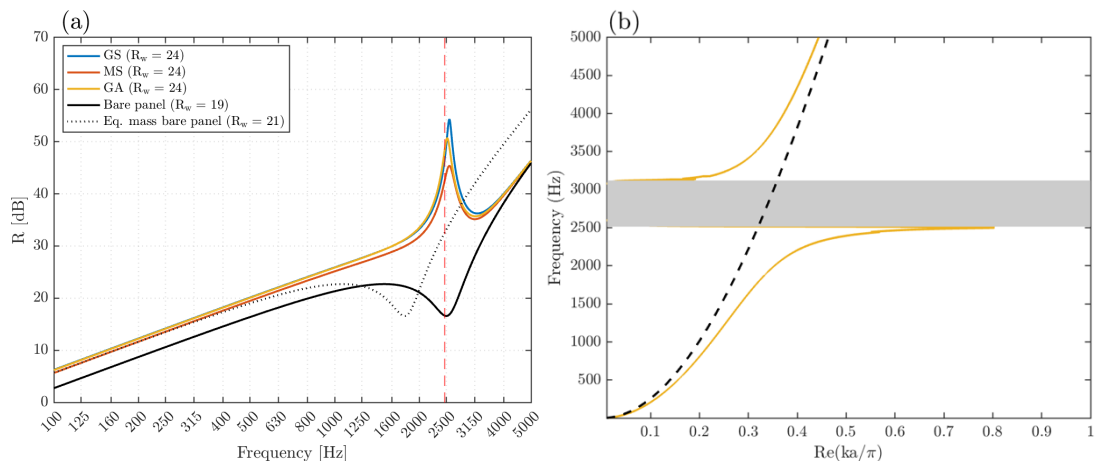 (a)
70
60
50
40
30
20
10
0
R [dB]
GS (Rw = 24)
MS (Rw = 24)
GA (Rw = 24)
Bare panel (Rw = 19)
Eq. mass bare panel (Rw = 21)
100 125 160 200 250 315 400 500 630 800 1000 1250 1600 2000 2500 3150 4000 5000
Frequency [Hz]
(b)
5000
4500
4000
3500
3000
2500
2000
1500
1000
500
Frequency (Hz)
0.1 0.2 0.3 0.4 0.5 0.6 0.7 0.8 0.9 1
Re(ka/π)